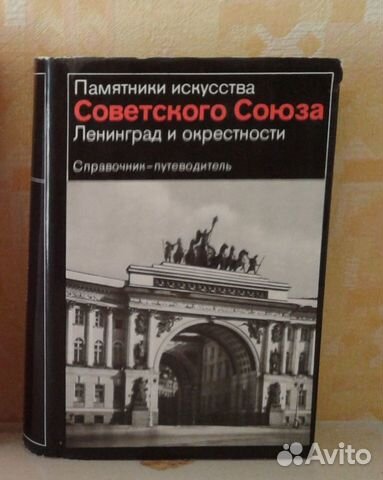 Памятники искусства
Советского Союза
Ленинград и окрестности
Справочник-путеводитель
Avito